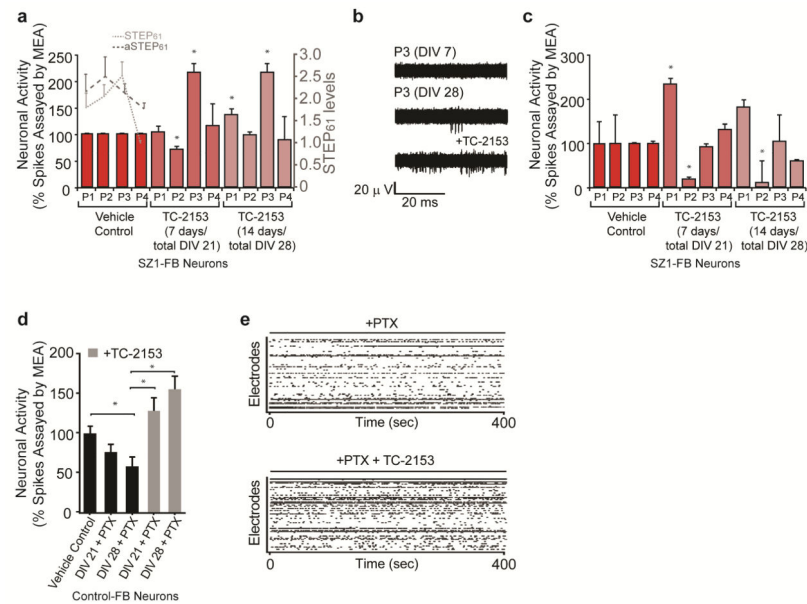 a
STEP61
aSTEP61
Neuronal Activity
(% Spikes Assayed by MEA)
250
200
150
100
50
0
3.0
2.5
2.0
1.5
1.0
0.5
0
STEP61 levels
* * * *
P1 P2 P3 P4 P1 P2 P3 P4 P1 P2 P3 P4
Vehicle
Control
TC-2153
(7 days/
total DIV 21)
TC-2153
(14 days/
total DIV 28)
SZ1-FB Neurons
b
P3 (DIV 7)
P3 (DIV 28)
+TC-2153
20 μ V
20 ms
c
Neuronal Activity
(% Spikes Assayed by MEA)
300
200
100
0
* * *
P1 P2 P3 P4 P1 P2 P3 P4 P1 P2 P3 P4
Vehicle
Control
TC-2153
(7 days/
total DIV 21)
TC-2153
(14 days/
total DIV 28)
SZ1-FB Neurons
d
+TC-2153
Neuronal Activity
(% Spikes Assayed by MEA)
200
150
100
50
0
* * *
Vehicle Control
DIV 21 + PTX
DIV 28 + PTX
DIV 21 + PTX
DIV 28 + PTX
Control-FB Neurons
e
+PTX
Electrodes
0 Time (sec) 400
+PTX + TC-2153
Electrodes
0 Time (sec) 400